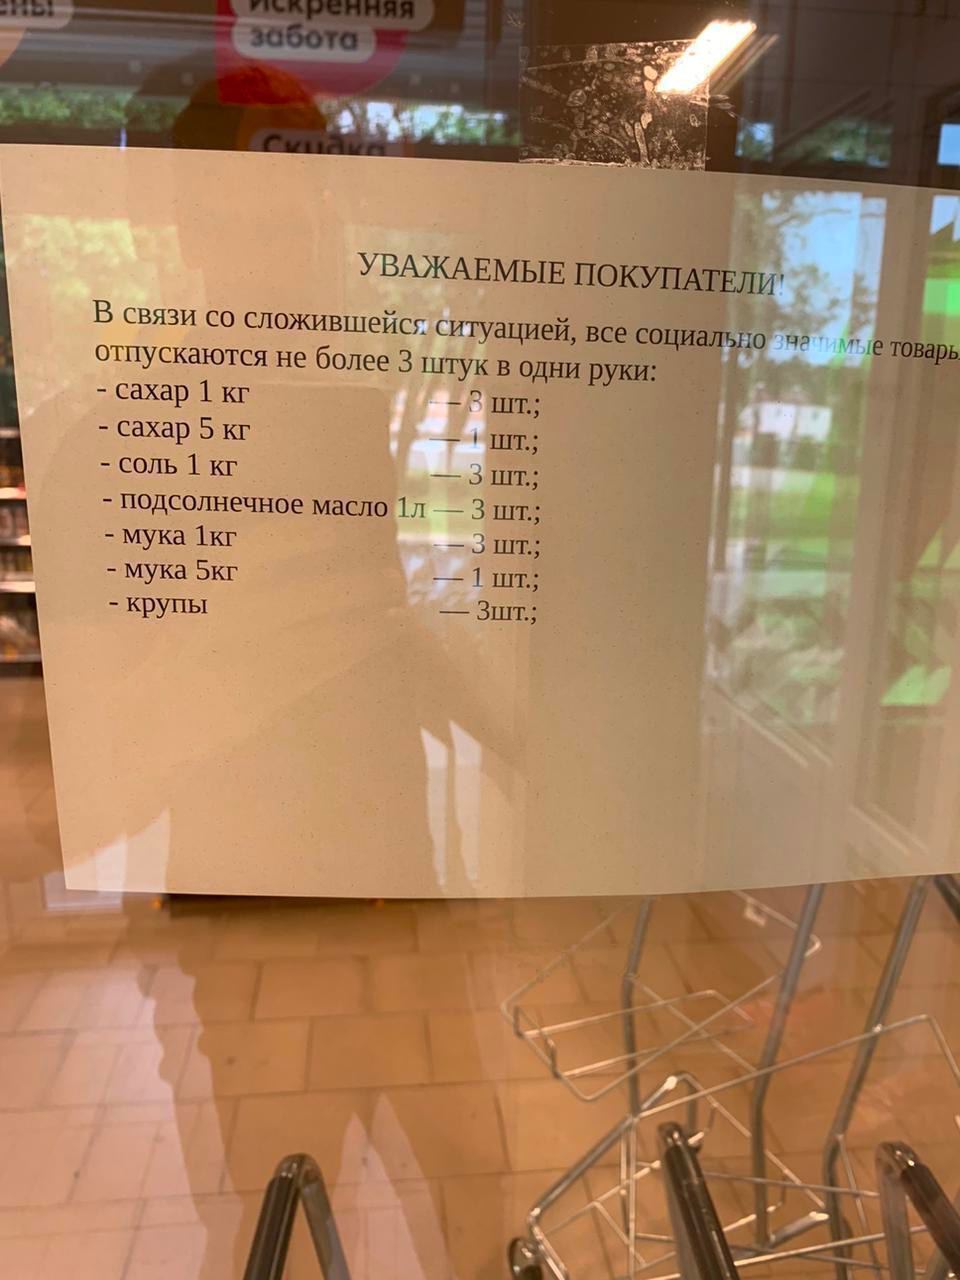 Искренняя
забота
Скидка
УВАЖАЕМЫЕ ПОКУПАТЕЛИ!
В связи со сложившейся ситуацией, все социально значимые товары
отпускаются не более 3 штук в одни руки:
- сахар 1 кг — 3 шт.;
- сахар 5 кг — 1 шт.;
- соль 1 кг — 3 шт.;
- подсолнечное масло 1л — 3 шт.;
- мука 1кг — 3 шт.;
- мука 5кг — 1 шт.;
- крупы — 3шт.;